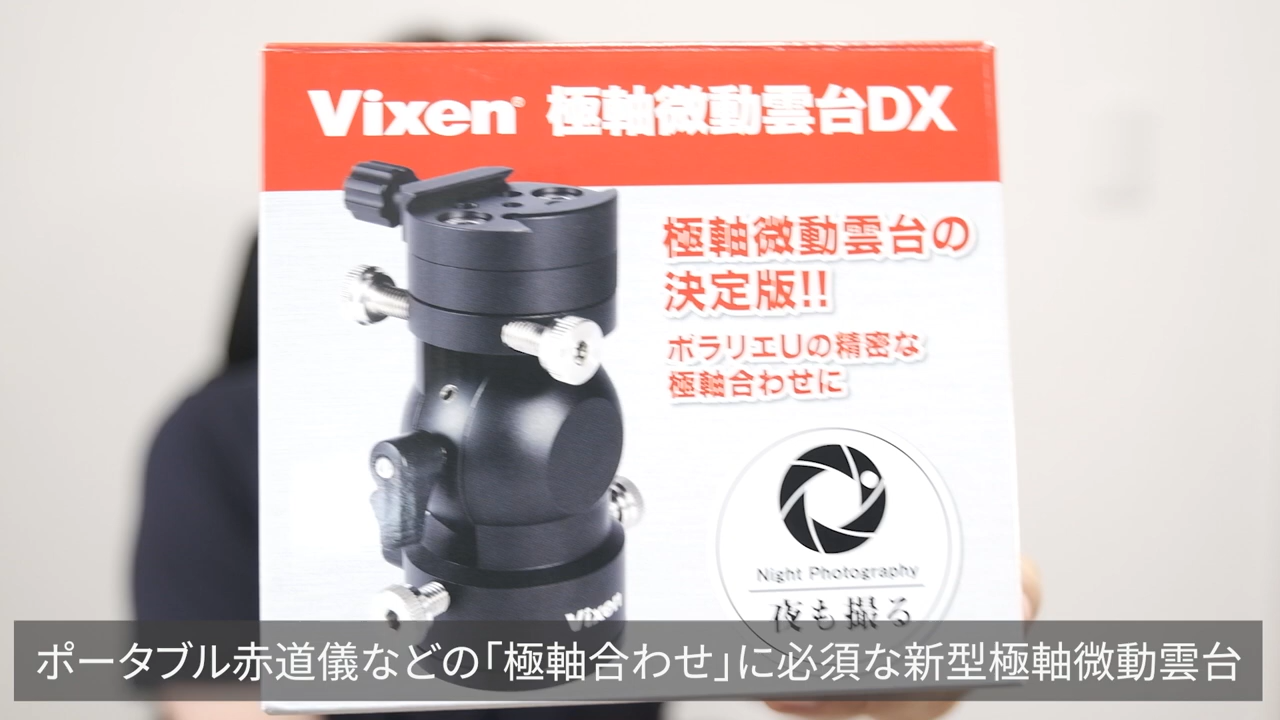 Vixen® 極軸微動雲台DX
極軸微動雲台の
決定版!!
ポラリエUの精密な
極軸合わせに
Night Photography
夜も撮る
Vixen
ポータブル赤道儀などの「極軸合わせ」に必須な新型極軸微動雲台